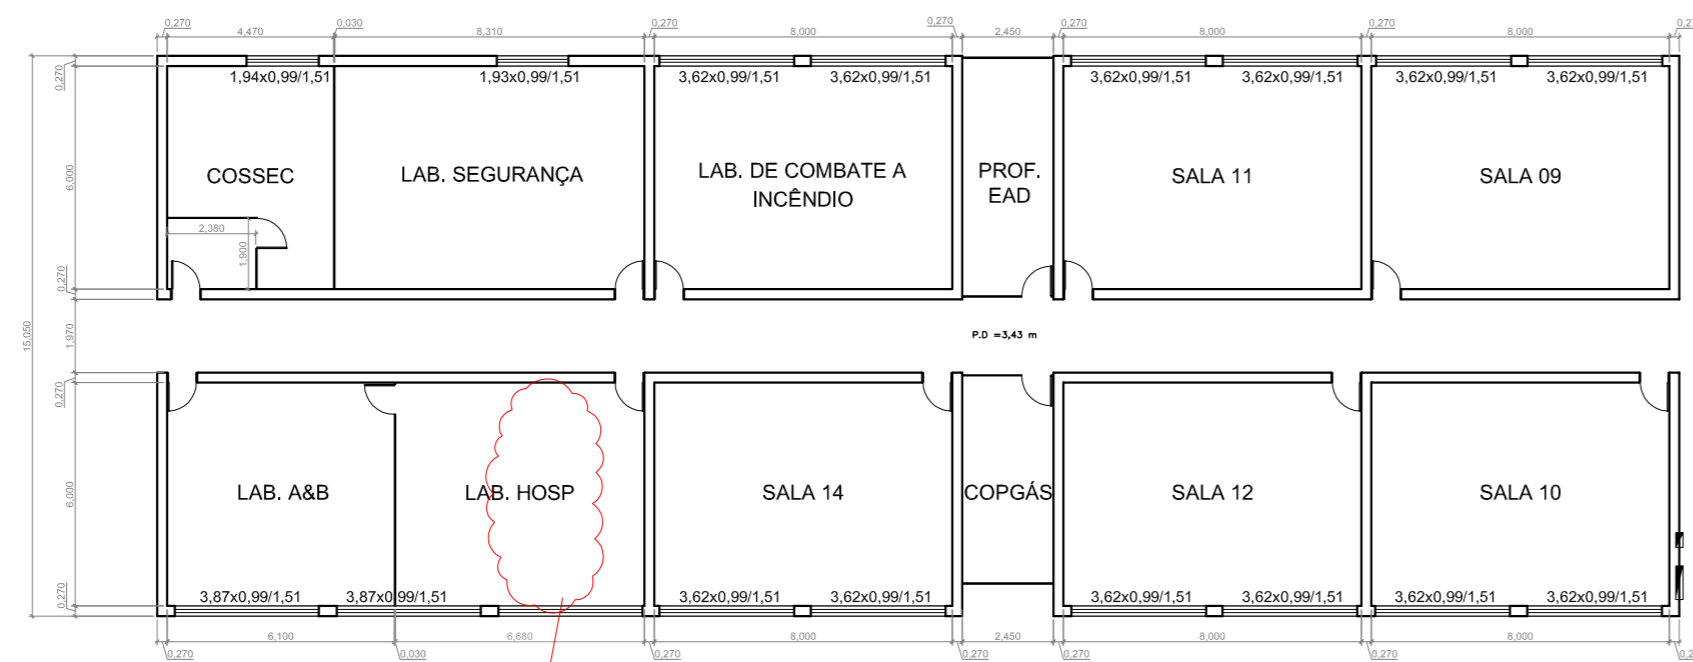 0,270 0,030 0,270 0,270 0,270 0,270
4,470 8,310 8,000 2,450 8,000 8,000
0,270
1,94x0,99/1,51 1,93x0,99/1,51 3,62x0,99/1,51 3,62x0,99/1,51 3,62x0,99/1,51 3,62x0,99/1,51 3,62x0,99/1,51 3,62x0,99/1,51
6,000
COSSEC LAB. SEGURANÇA LAB. DE COMBATE A PROF. SALA 11 SALA 09
INCÊNDIO EAD
2,380
1,900
0,270
15,050
1,970
P.D =3,43 m
0,270
6,000
LAB. A&B LAB. HOSP SALA 14 COPGÁS SALA 12 SALA 10
0,270
3,87x0,99/1,51 3,87x0,99/1,51 3,62x0,99/1,51 3,62x0,99/1,51 3,62x0,99/1,51 3,62x0,99/1,51 3,62x0,99/1,51 3,62x0,99/1,51
6,100 6,680 8,000 2,450 8,000 8,000
0,270 0,030 0,270 0,270 0,270 0,270